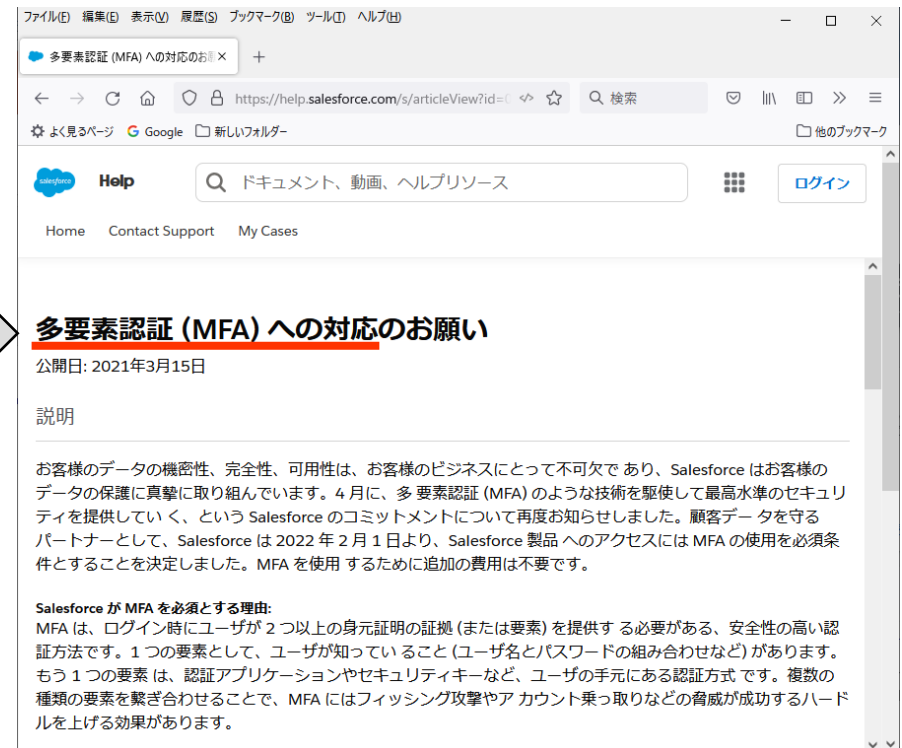 ファイル(F) 編集(E) 表示(V) 履歴(S) ブックマーク(B) ツール(T) ヘルプ(H)
多要素認証 (MFA) への対応のお
https://help.salesforce.com/s/articleView?id=
検索
よく見るページ Google 新しいフォルダー 他のブックマーク
salesforce Help ドキュメント、動画、ヘルプリソース ログイン
Home Contact Support My Cases
多要素認証 (MFA) への対応のお願い
公開日: 2021年3月15日
説明
お客様のデータの機密性、完全性、可用性は、お客様のビジネスにとって不可欠で あり、Salesforce はお客様の
データの保護に真摯に取り組んでいます。4 月に、多 要素認証 (MFA) のような技術を駆使して最高水準のセキュリ
ティを提供してい く、という Salesforce のコミットメントについて再度お知らせしました。顧客デー タを守る
パートナーとして、Salesforce は 2022 年 2 月 1 日より、Salesforce 製品 へのアクセスには MFA の使用を必須条
件とすることを決定しました。MFA を使用 するために追加の費用は不要です。
Salesforce が MFA を必須とする理由:
MFA は、ログイン時にユーザが 2 つ以上の身元証明の証拠 (または要素) を提供す る必要がある、安全性の高い認
証方法です。1 つの要素として、ユーザが知ってい ること (ユーザ名とパスワードの組み合わせなど) があります。
もう 1 つの要素 は、認証アプリケーションやセキュリティキーなど、ユーザの手元にある認証方式 です。複数の
種類の要素を繋ぎ合わせることで、MFA にはフィッシング攻撃やア カウント乗っ取りなどの脅威が成功するハード
ルを上げる効果があります。